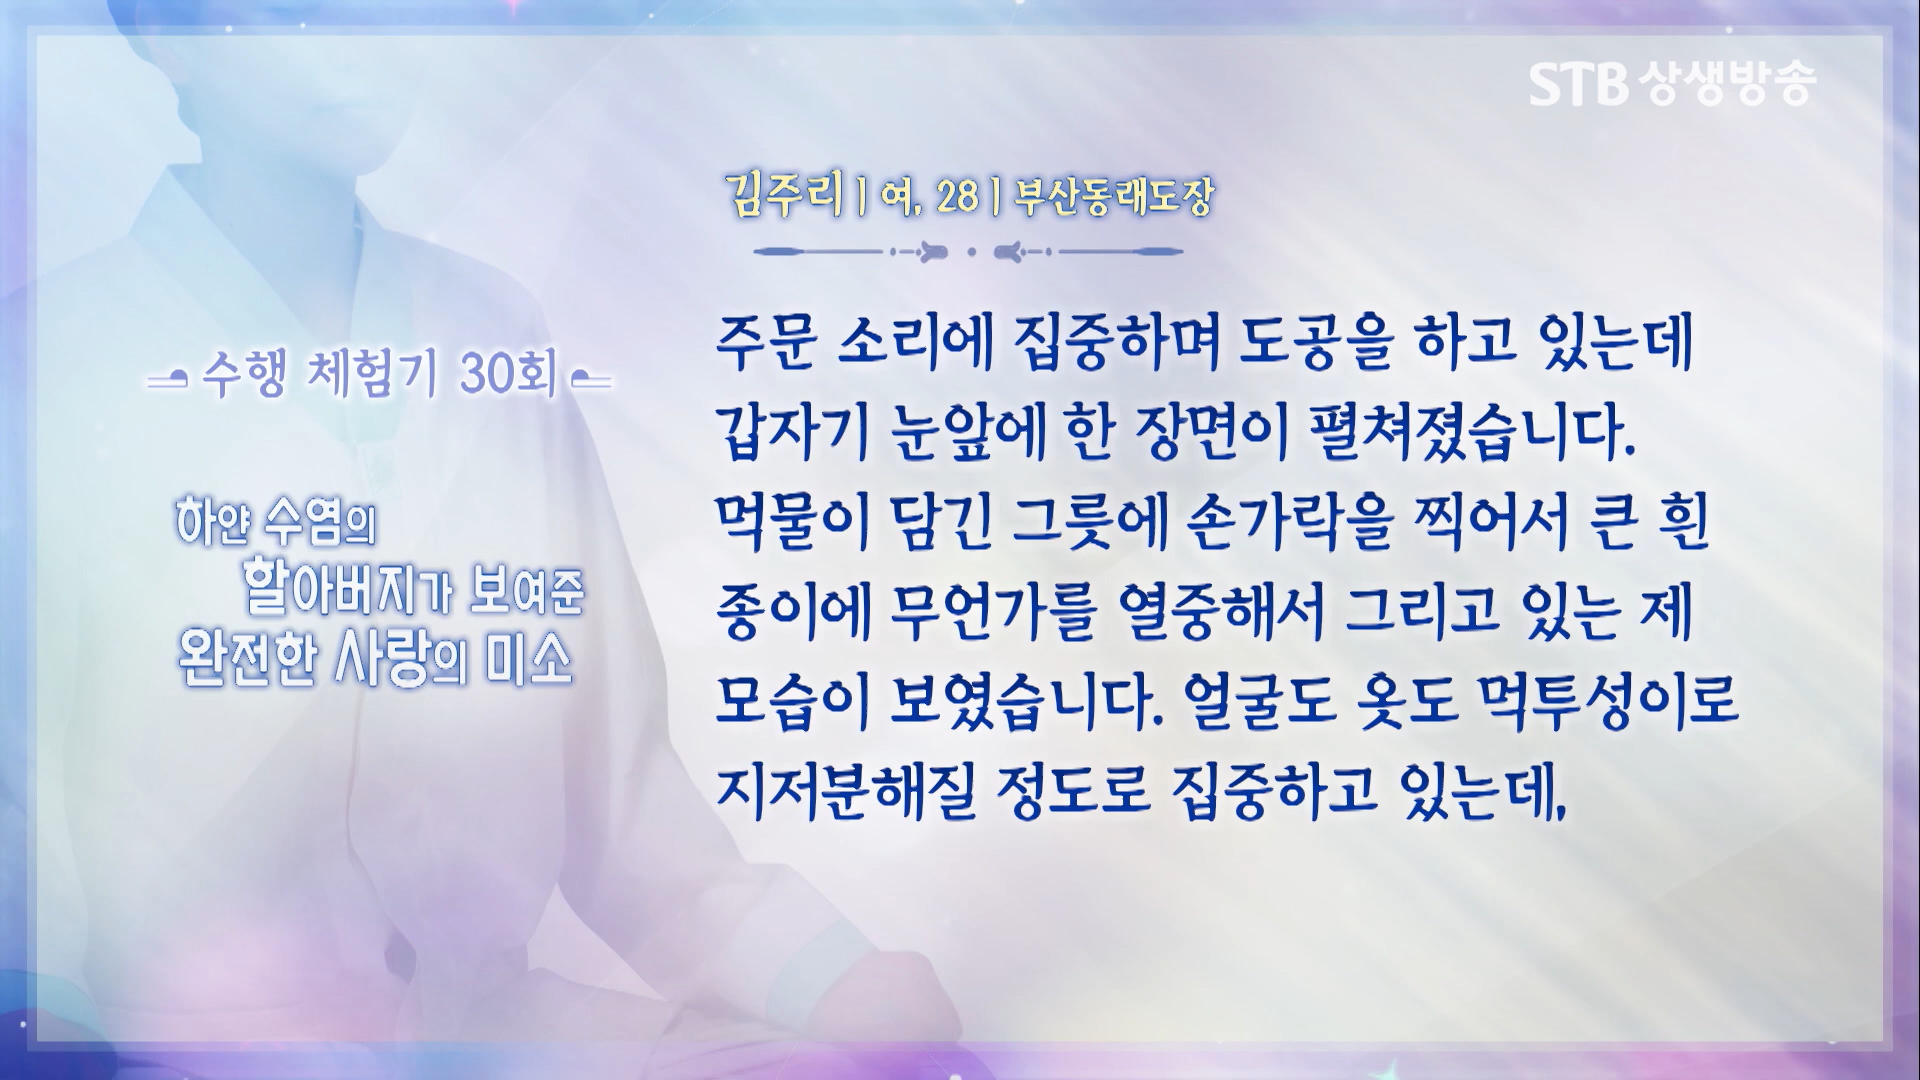 STB 상생방송
김주리 | 여, 28 | 부산동래도장
수행 체험기 30회
하얀 수염의
할아버지가 보여준
완전한 사랑의 미소
주문 소리에 집중하며 도공을 하고 있는데
갑자기 눈앞에 한 장면이 펼쳐졌습니다.
먹물이 담긴 그릇에 손가락을 찍어서 큰 흰
종이에 무언가를 열중해서 그리고 있는 제
모습이 보였습니다. 얼굴도 옷도 먹투성이로
지저분해질 정도로 집중하고 있는데,